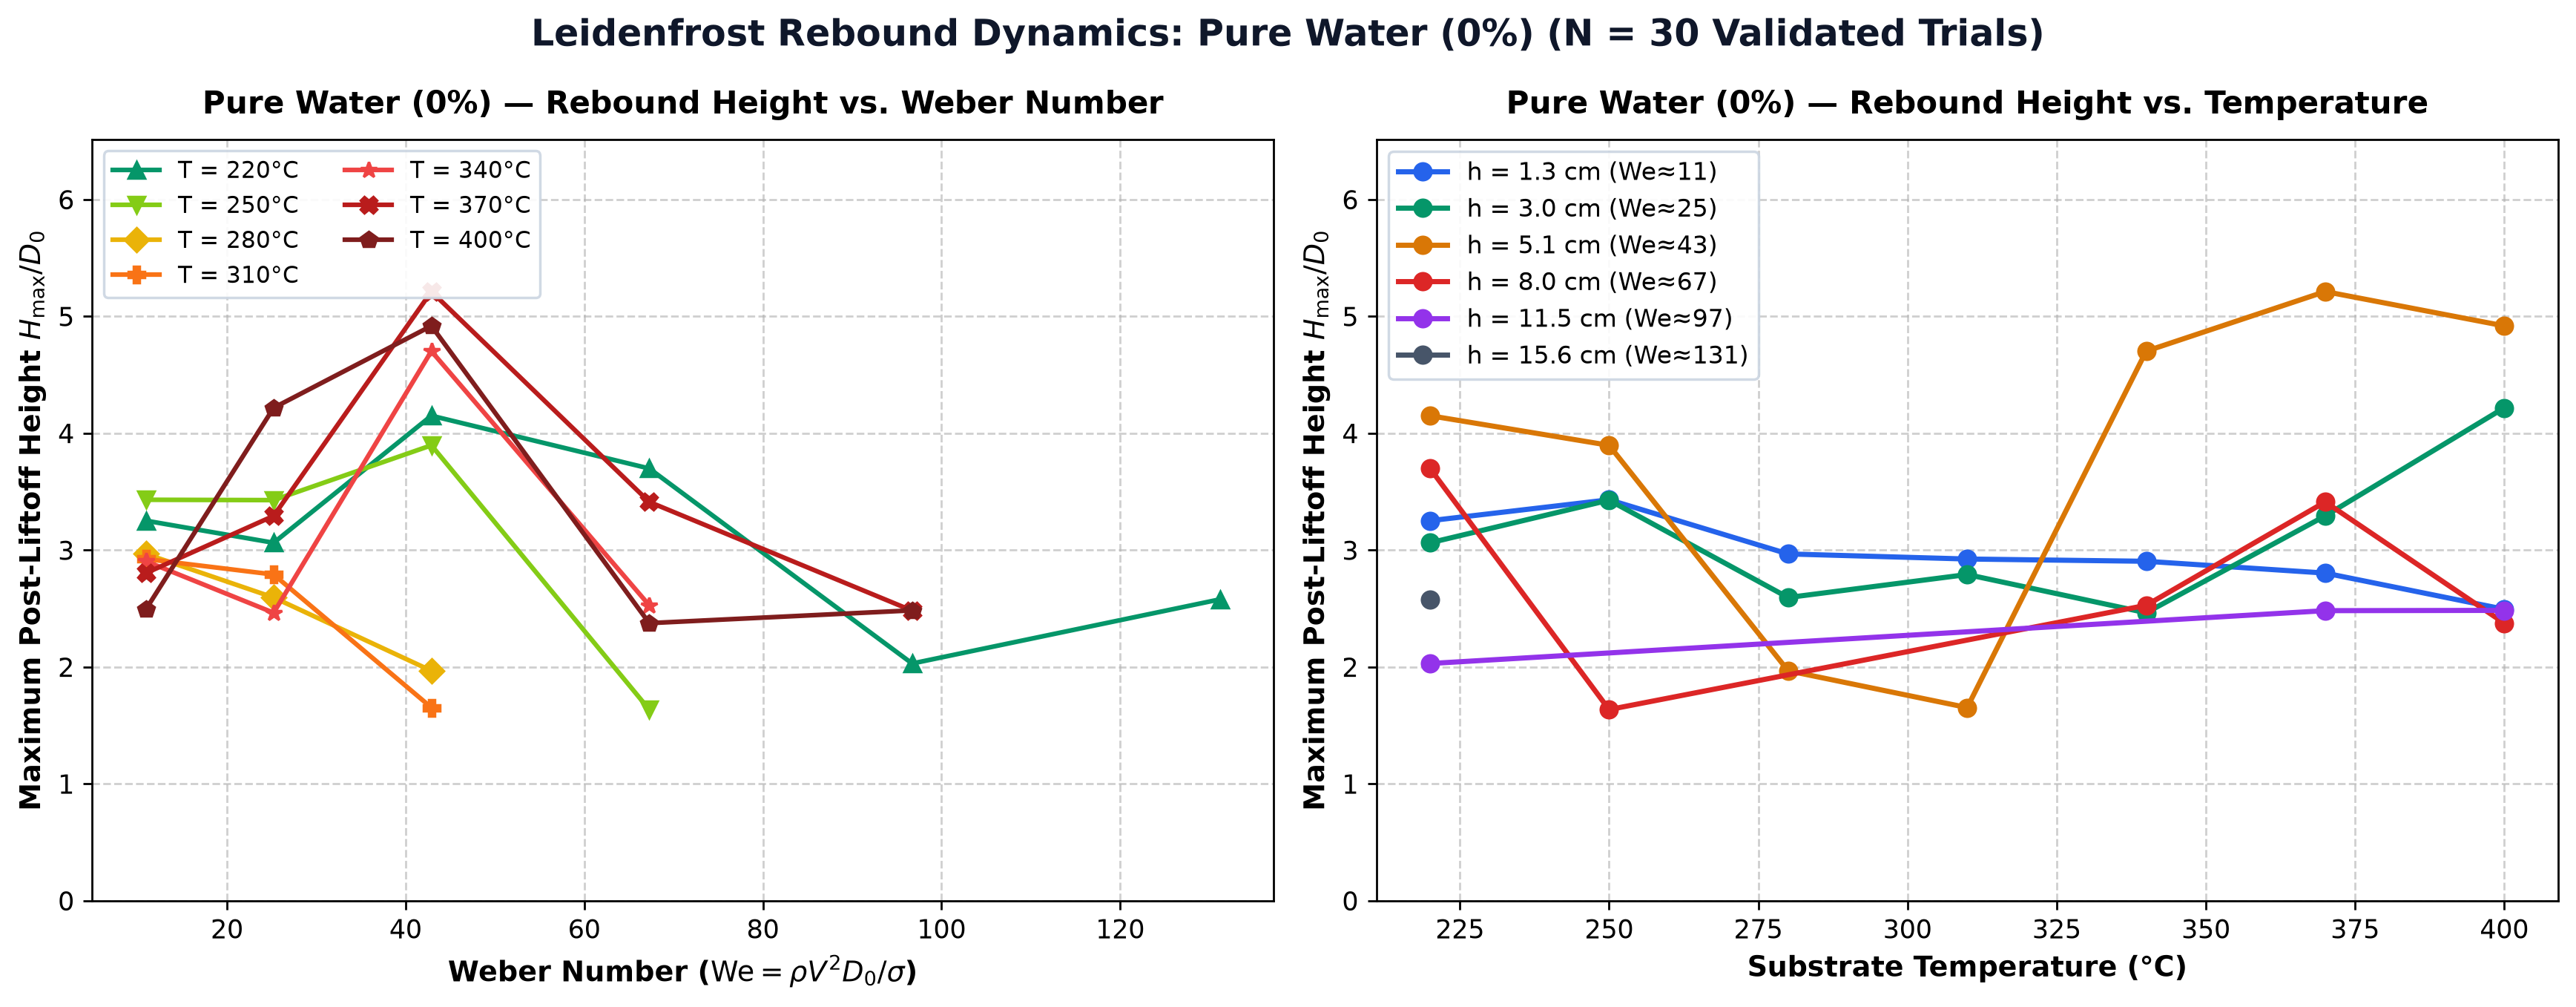 Leidenfrost Rebound Dynamics: Pure Water (0%) (N = 30 Validated Trials)
Pure Water (0%) — Rebound Height vs. Weber Number
T = 220°C
T = 250°C
T = 280°C
T = 310°C
T = 340°C
T = 370°C
T = 400°C
Maximum Post-Liftoff Height H_max/D_0
6
5
4
3
2
1
0
20 40 60 80 100 120
Weber Number (We = ρV²D₀/σ)
Pure Water (0%) — Rebound Height vs. Temperature
h = 1.3 cm (We≈11)
h = 3.0 cm (We≈25)
h = 5.1 cm (We≈43)
h = 8.0 cm (We≈67)
h = 11.5 cm (We≈97)
h = 15.6 cm (We≈131)
Maximum Post-Liftoff Height H_max/D_0
6
5
4
3
2
1
0
225 250 275 300 325 350 375 400
Substrate Temperature (°C)